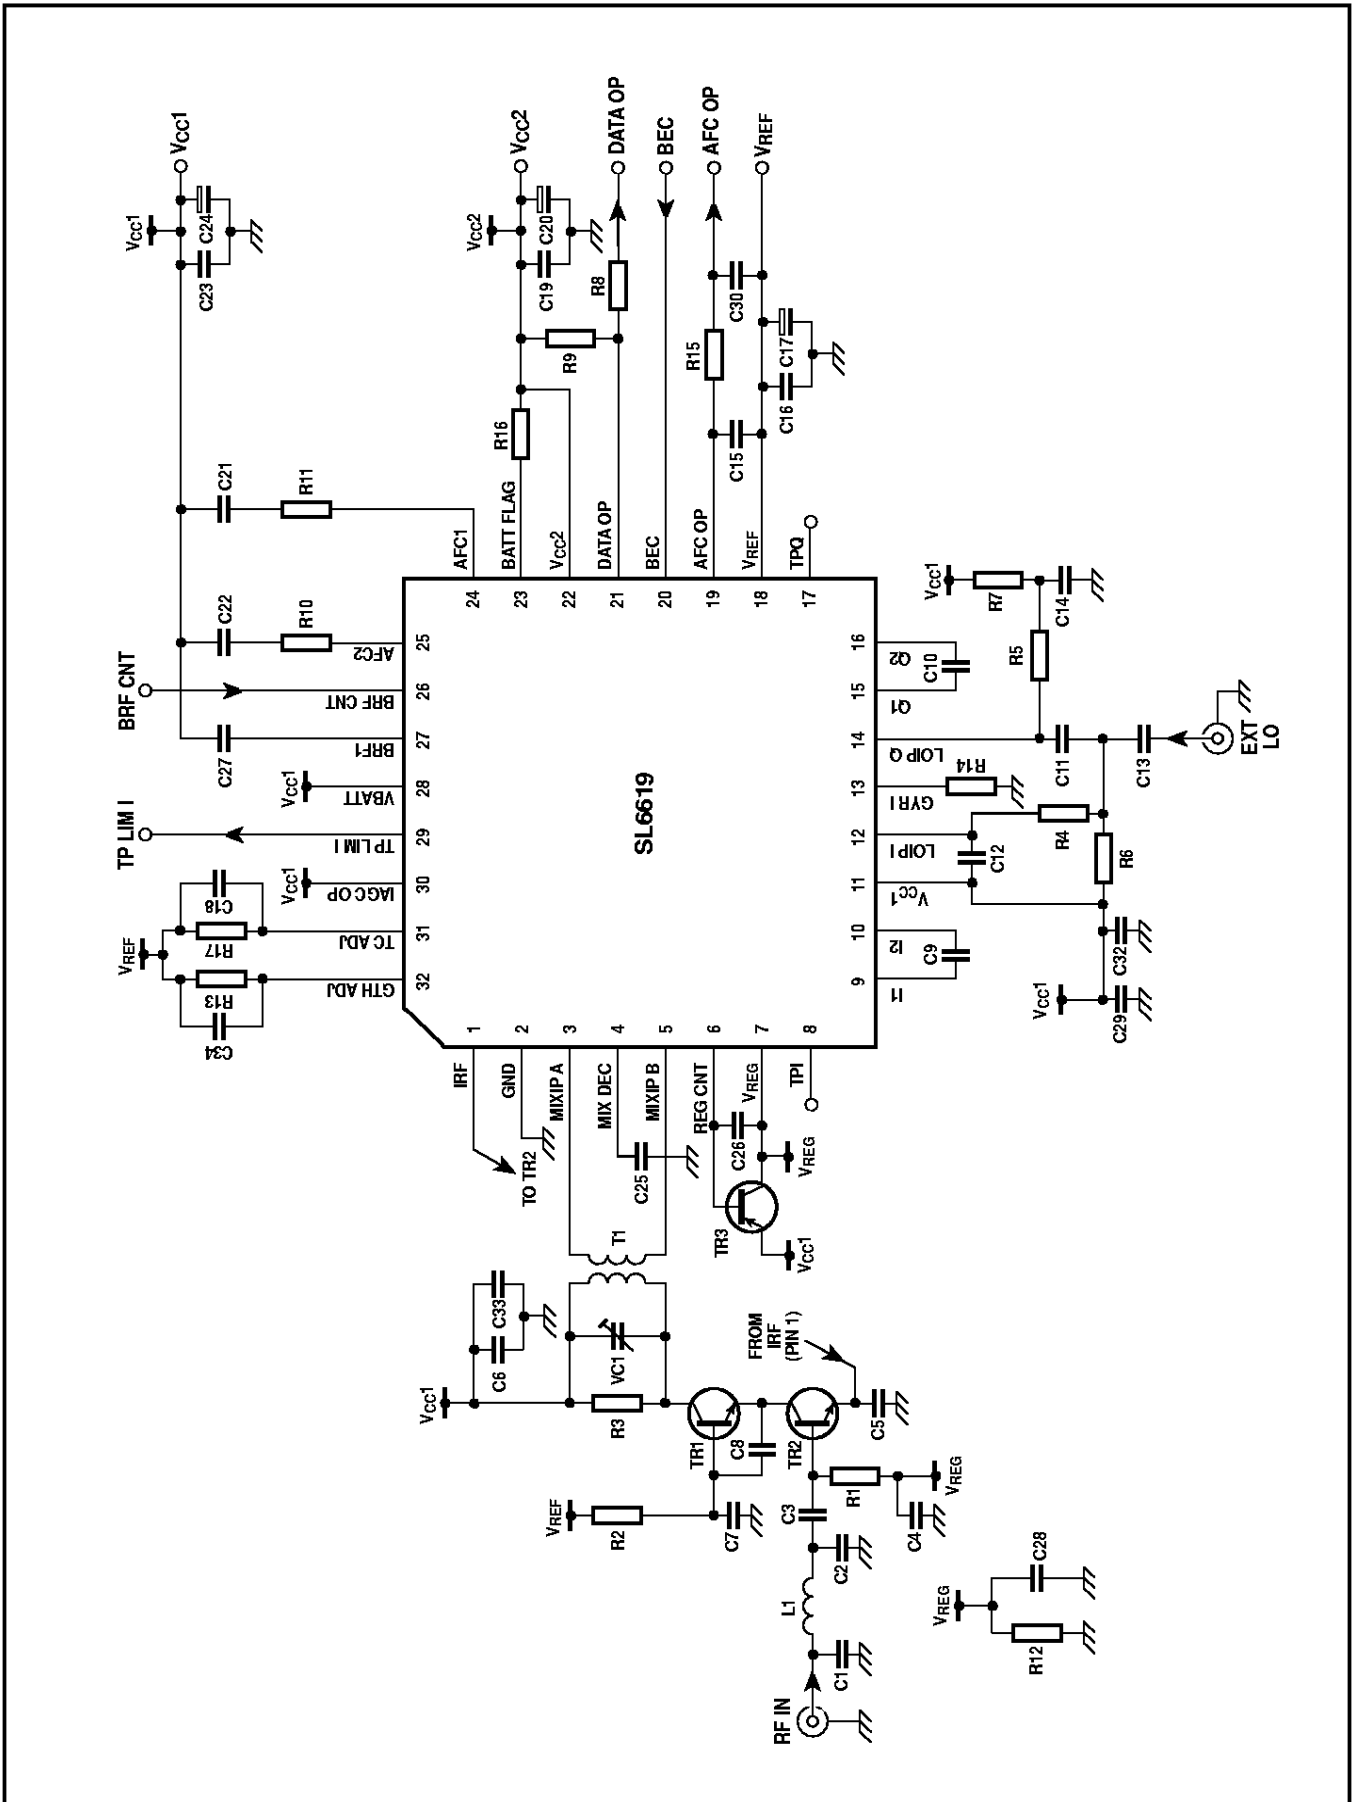 VCC1
VCC1
C24
C23
VCC2
VCC2
C20
C19
DATA OP
R8
R9
R16
BEC
AFC OP
R15
C30
C15
VREF
C17
C16
C21
R11
AFC1
BATT FLAG
VCC2
DATA OP
BEC
AFC OP
VREF
TPQ
24
23
22
21
20
19
18
17
BRF CNT
C22
R10
AFC2
25
BRF CNT
26
C27
BRF1
27
VCC1
VBATT
28
TP LIM I
TP LIM I
29
VCC1
IAGC OP
30
C18
R17
TC ADJ
31
VREF
R13
C34
GTH ADJ
32
SL6619
16
Q2
C10
15
Q1
14
LOIP Q
13
GYR I
R14
12
LOIP I
11
VCC1
C12
10
I2
C9
9
I1
VCC1
R7
C14
R5
C11
C13
EXT
LO
R4
R6
C32
C29
VCC1
1
2
3
4
5
6
7
8
IRF
GND
MIXIP A
MIX DEC
MIXIP B
REG CNT
VREG
TPI
TO TR2
C25
C26
VREG
TR3
VCC1
T1
C33
C6
VC1
VCC1
R3
TR1
C8
TR2
C5
FROM
IRF
(PIN 1)
VREF
R2
C7
C3
R1
C4
VREG
C2
L1
C1
RF IN
VREG
C28
R12